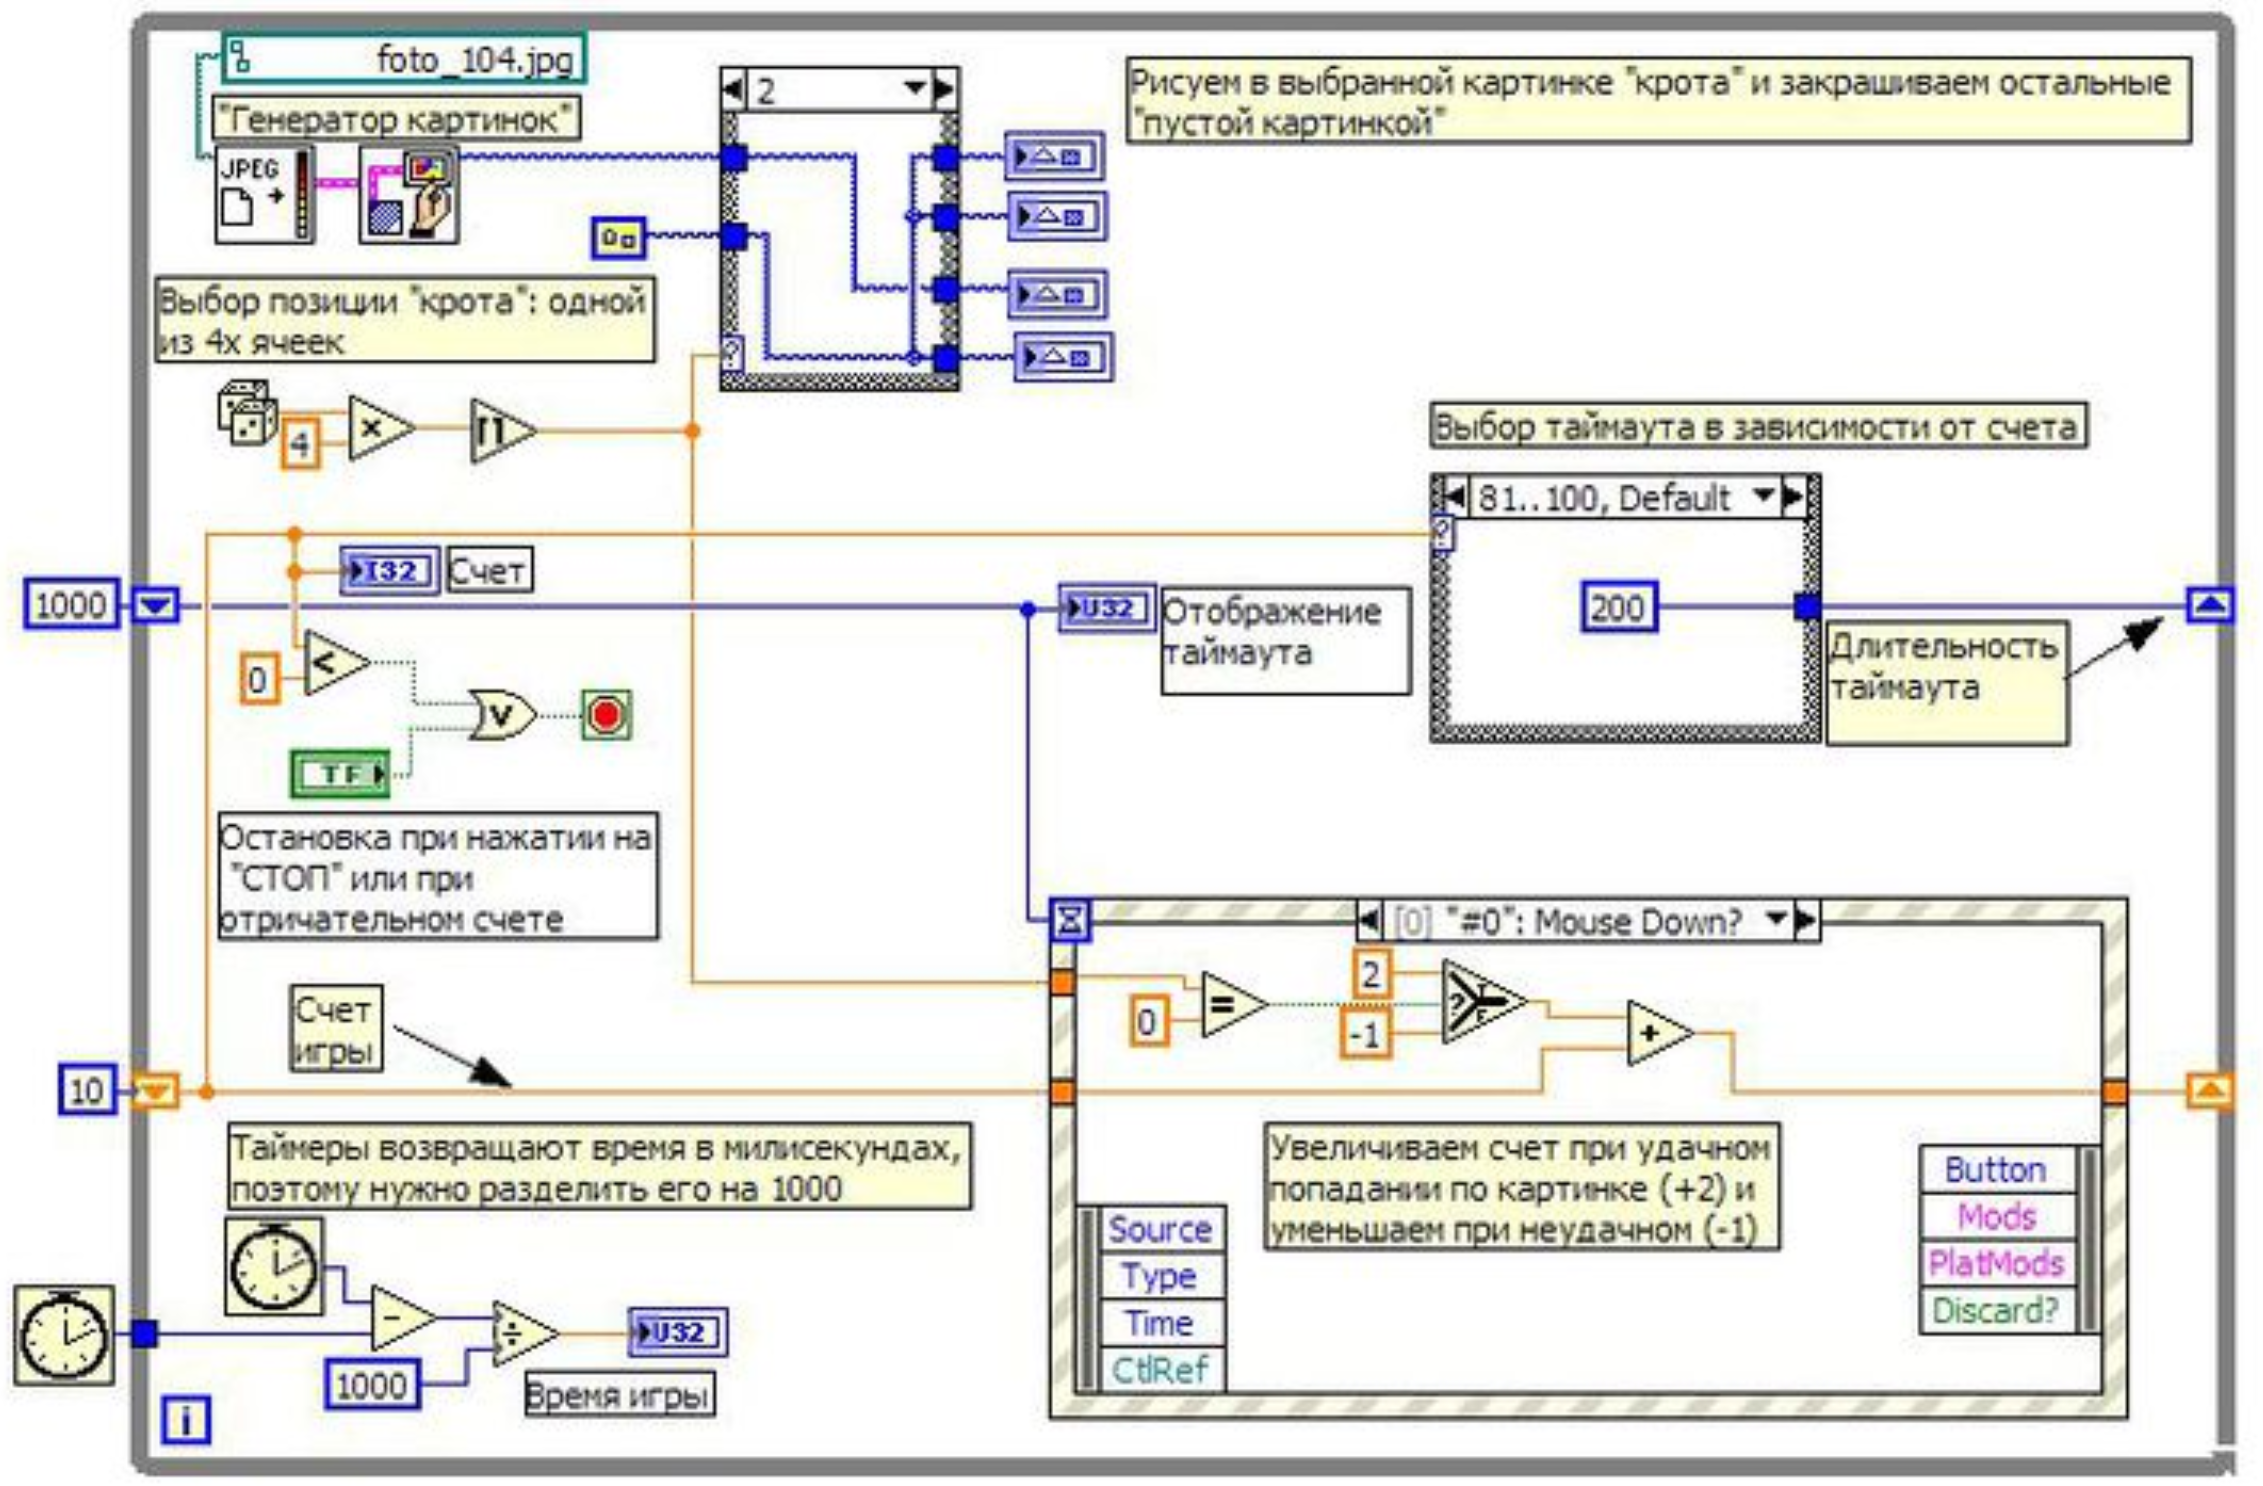 foto_104.jpg
"Генератор картинок"
JPEG
2
Рисуем в выбранной картинке "крота" и закрашиваем остальные
"пустой картинкой"
Выбор позиции "крота": одной
из 4х ячеек
4
x
?
Выбор таймаута в зависимости от счета
81..100, Default
?
200
Длительность
таймаута
1000
I32
Счет
U32
Отображение
таймаута
0
<
V
TF
Остановка при нажатии на
"СТОП" или при
отричательном счете
Счет
игры
10
[0] "#0": Mouse Down?
0
=
2
-1
?
T
F
+
Увеличиваем счет при удачном
попадании по картинке (+2) и
уменьшаем при неудачном (-1)
Source
Type
Time
CtlRef
Button
Mods
PlatMods
Discard?
Таймеры возвращают время в милисекундах,
поэтому нужно разделить его на 1000
-
÷
U32
1000
Время игры
i